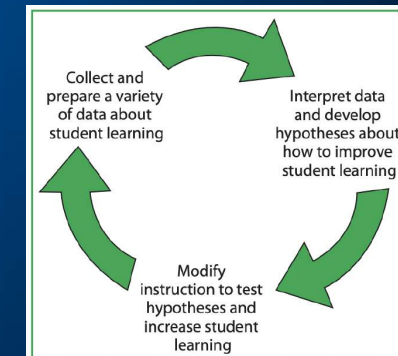 Collect and
prepare a variety
of data about
student learning
Interpret data
and develop
hypotheses about
how to improve
student learning
Modify
instruction to test
hypotheses and
increase student
learning